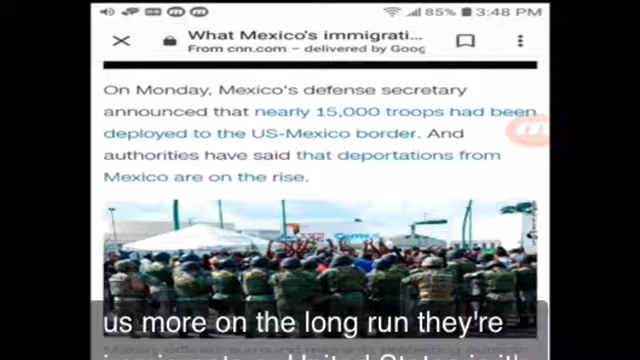 85% 3:48 PM
What Mexico's immigrati...
From cnn.com – delivered by Goog
On Monday, Mexico's defense secretary
announced that nearly 15,000 troops had been
deployed to the US-Mexico border. And
authorities have said that deportations from
Mexico are on the rise.
us more on the long run they're